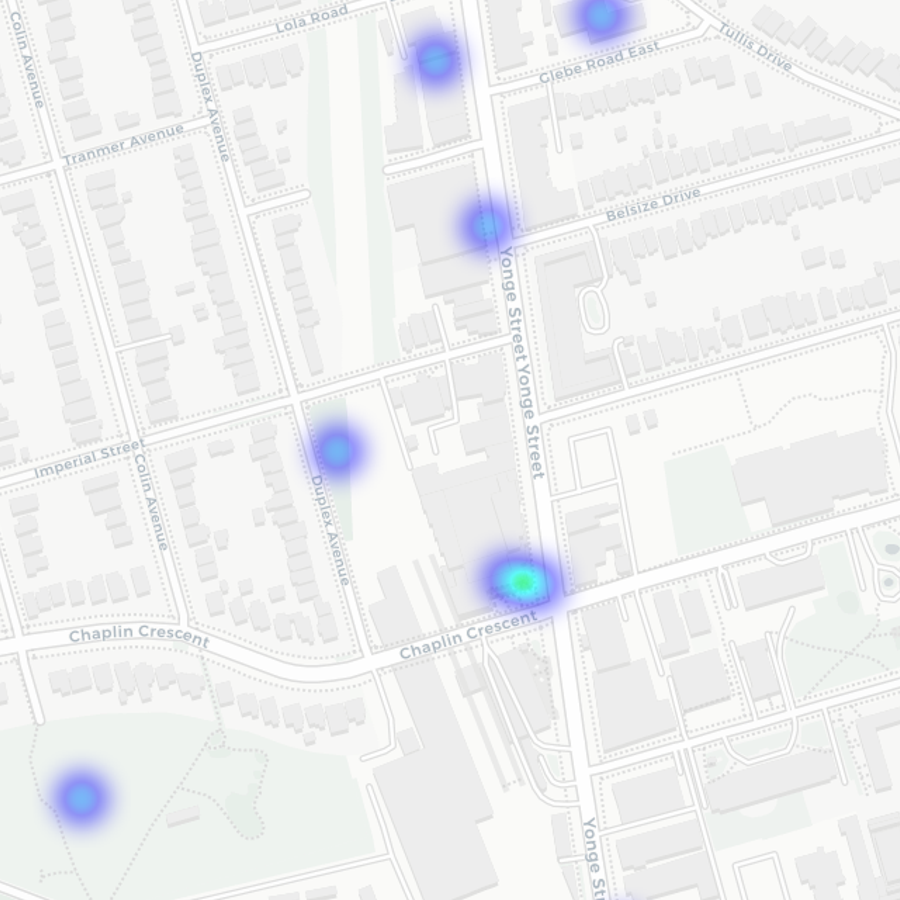 Lola Road
Tullis Drive
Colin Avenue
Glebe Road East
Duplex Avenue
Tranmer Avenue
Belsize Drive
Yonge Street
Yonge Street
Imperial Street
Colin Avenue
Duplex Avenue
Chaplin Crescent
Chaplin Crescent
Yonge Str